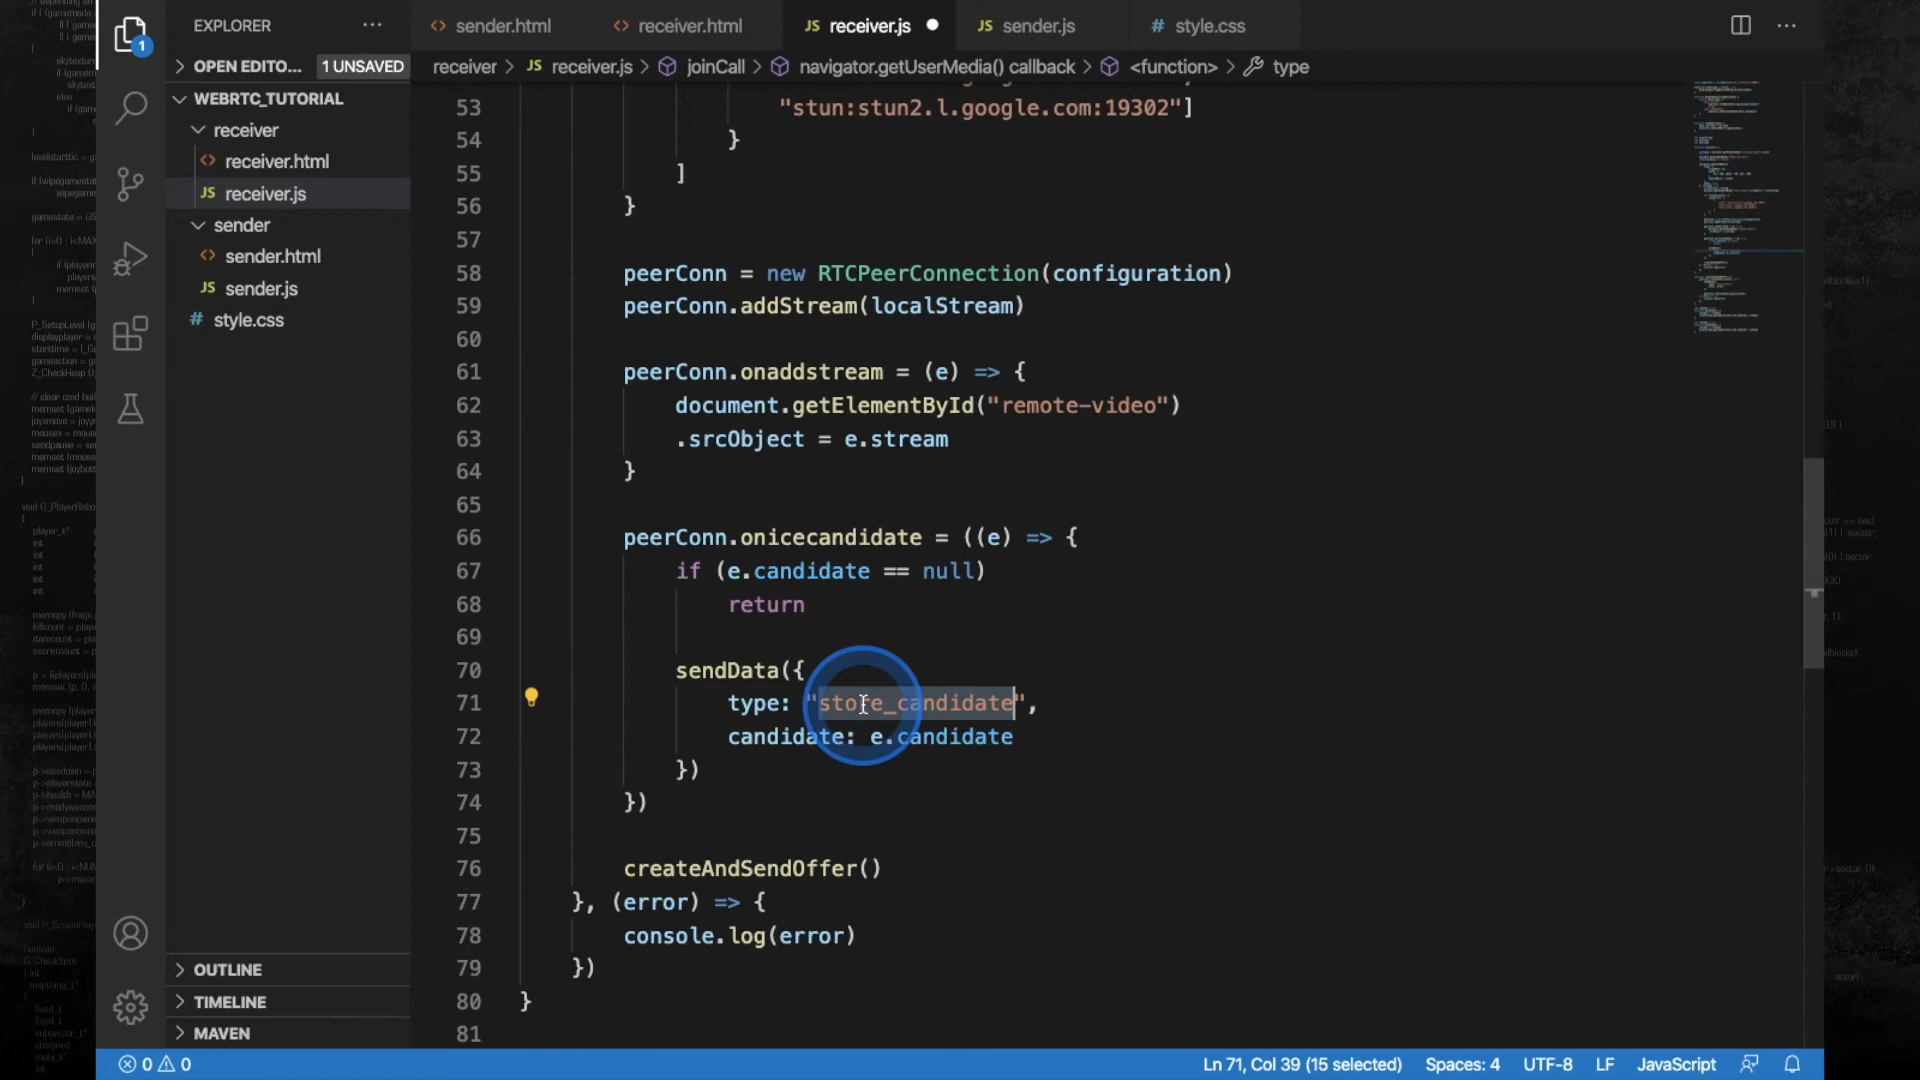 EXPLORER
OPEN EDITO... 1 UNSAVED
WEBRTC_TUTORIAL
receiver
receiver.html
JS receiver.js
sender
sender.html
JS sender.js
# style.css
OUTLINE
TIMELINE
MAVEN
1
<> sender.html <> receiver.html JS receiver.js JS sender.js # style.css
receiver > JS receiver.js > joinCall > navigator.getUserMedia() callback > <function> > type
53 "stun:stun2.l.google.com:19302"]
54 }
55 ]
56 }
57
58 peerConn = new RTCPeerConnection(configuration)
59 peerConn.addStream(localStream)
60
61 peerConn.onaddstream = (e) => {
62 document.getElementById("remote-video")
63 .srcObject = e.stream
64 }
65
66 peerConn.onicecandidate = ((e) => {
67 if (e.candidate == null)
68 return
69
70 sendData({
71 type: "store_candidate",
72 candidate: e.candidate
73 })
74 })
75
76 createAndSendOffer()
77 }, (error) => {
78 console.log(error)
79 })
80 }
81
0 0 Ln 71, Col 39 (15 selected) Spaces: 4 UTF-8 LF JavaScript